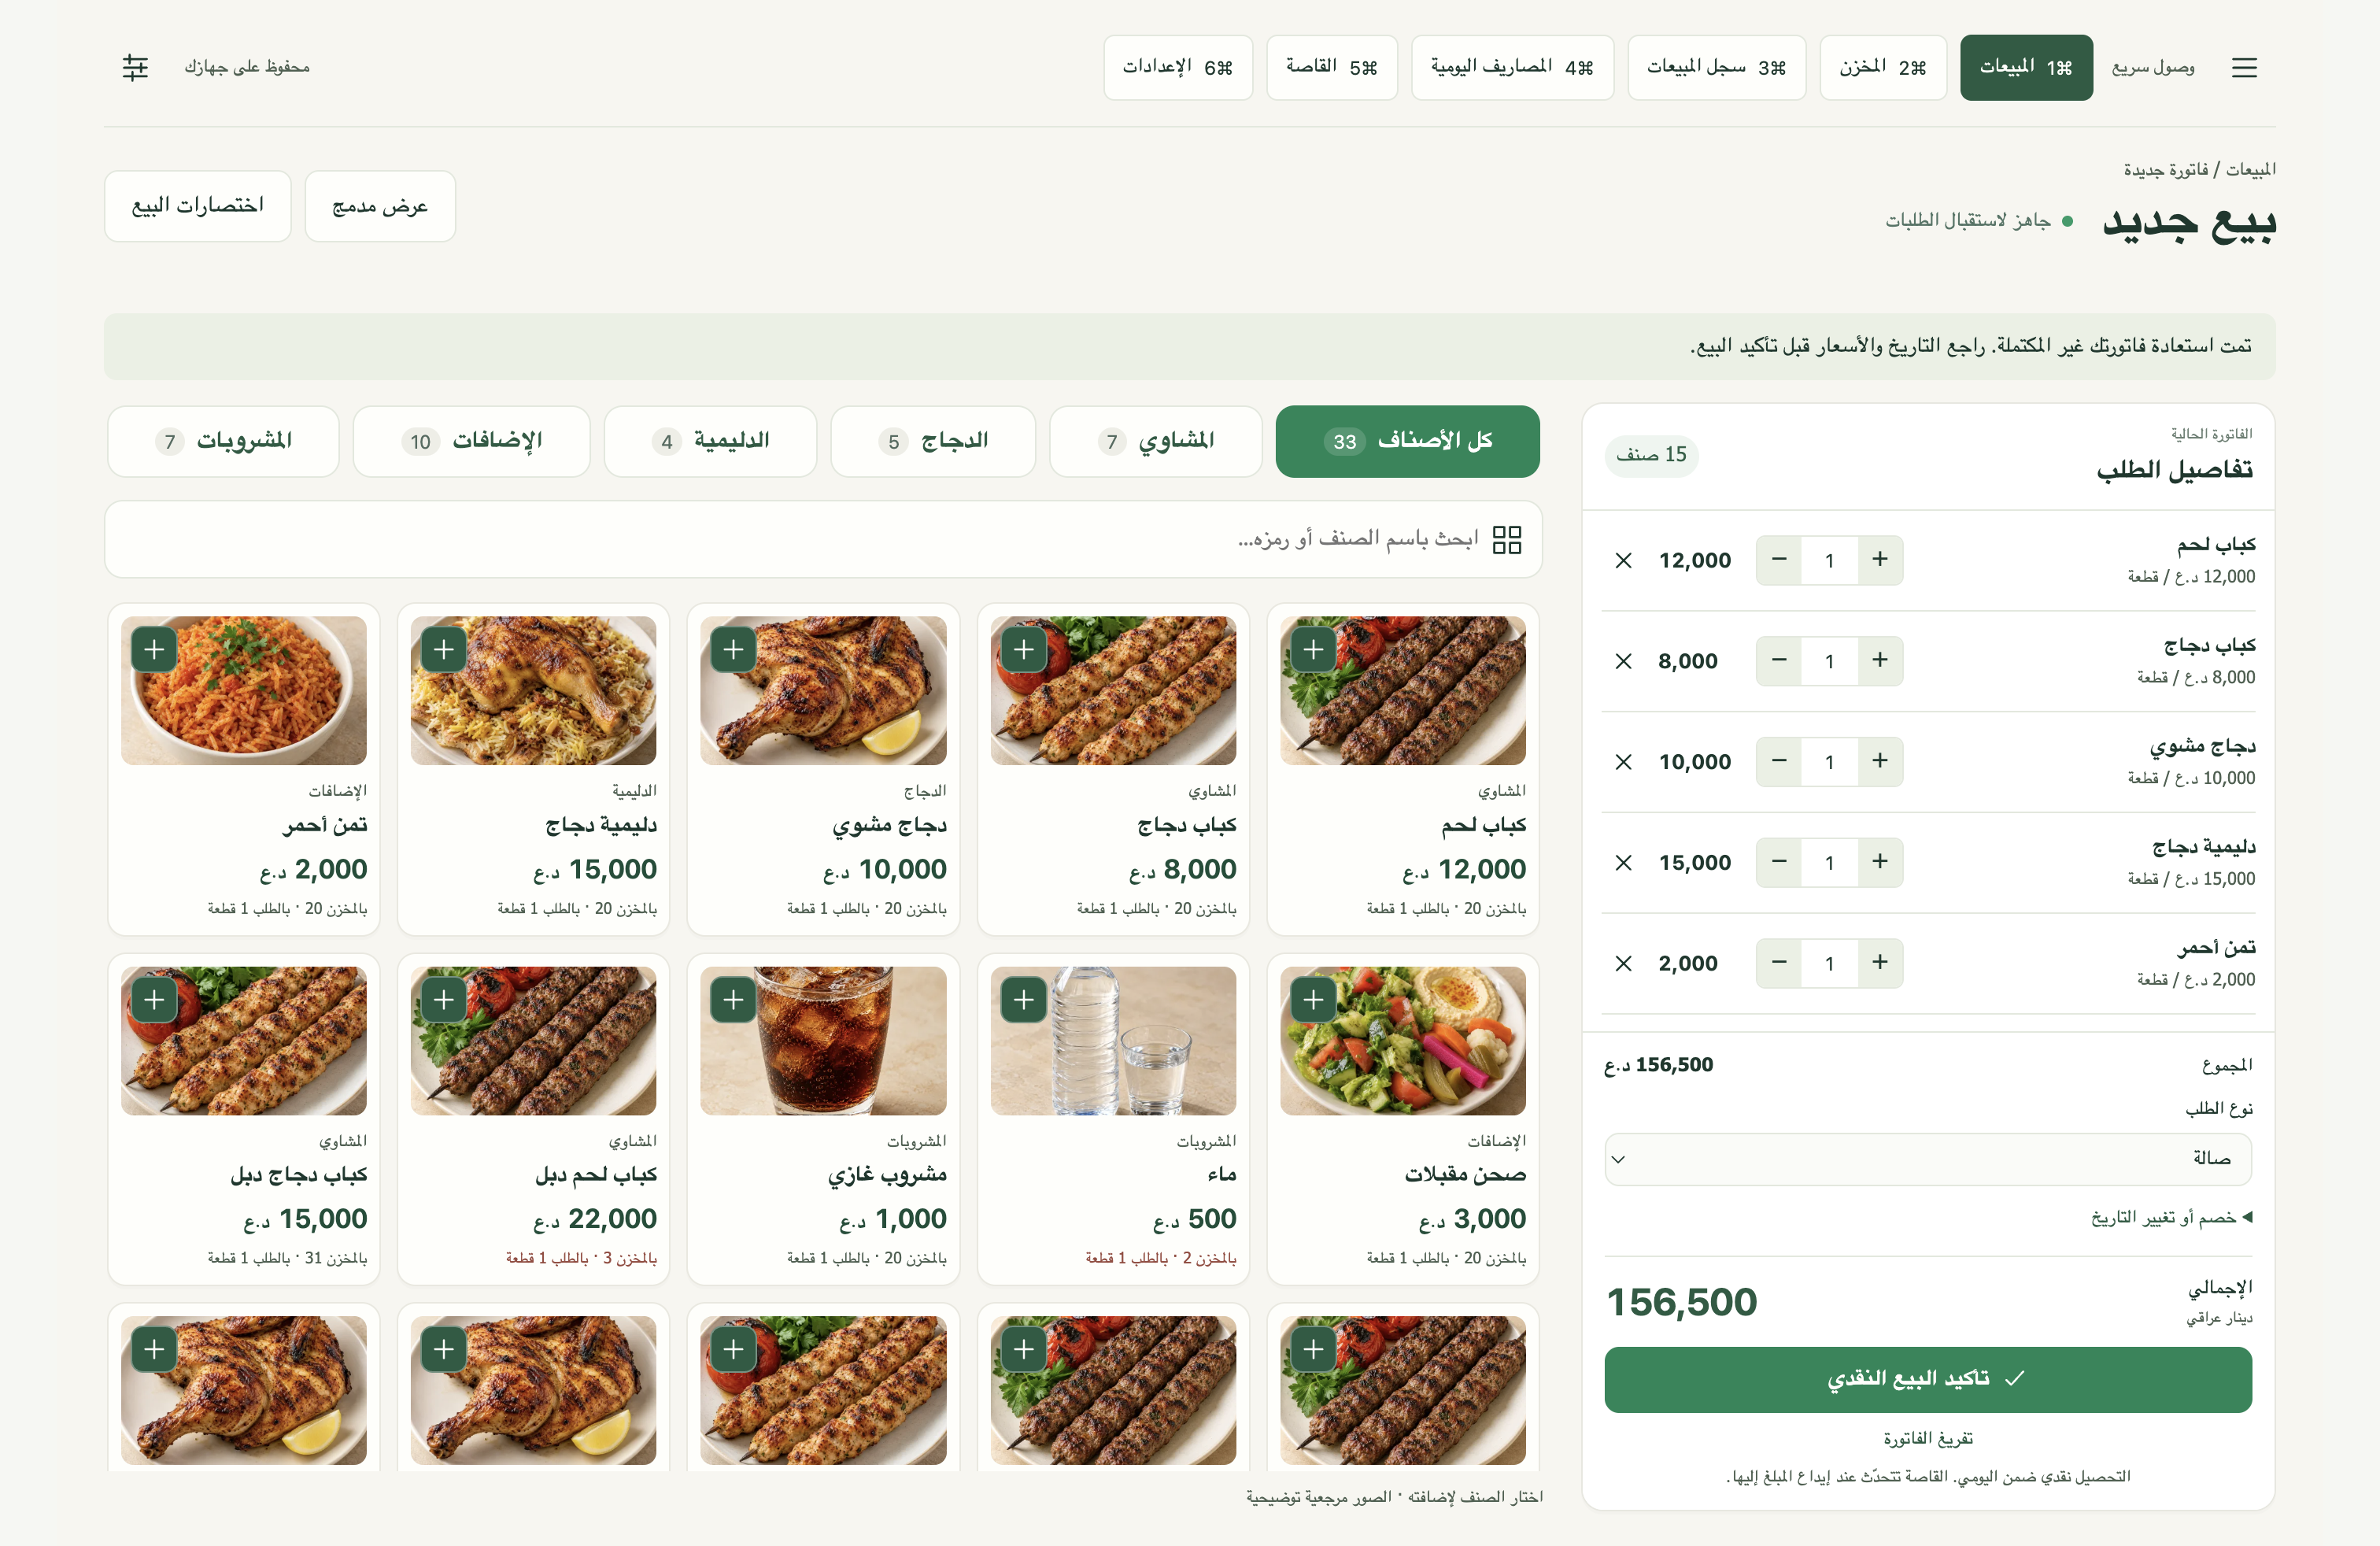 وصول سريع
⌘1 المبيعات
⌘2 المخزن
⌘3 سجل المبيعات
⌘4 المصاريف اليومية
⌘5 القاصة
⌘6 الإعدادات
محفوظ على جهازك
المبيعات / فاتورة جديدة
بيع جديد
جاهز لاستقبال الطلبات
عرض مدمج
اختصارات البيع
تمت استعادة فاتورتك غير المكتملة. راجع التاريخ والأسعار قبل تأكيد البيع.
الفاتورة الحالية
تفاصيل الطلب
15 صنف
كباب لحم
12,000 د.ع / قطعة
+ 1 −
12,000
كباب دجاج
8,000 د.ع / قطعة
+ 1 −
8,000
دجاج مشوي
10,000 د.ع / قطعة
+ 1 −
10,000
دليمية دجاج
15,000 د.ع / قطعة
+ 1 −
15,000
تمن أحمر
2,000 د.ع / قطعة
+ 1 −
2,000
المجموع
156,500 د.ع
نوع الطلب
صالة
خصم أو تغيير التاريخ
الإجمالي
دينار عراقي
156,500
تأكيد البيع النقدي
تفريغ الفاتورة
التحصيل نقدي ضمن اليومي. القاصة تتحدّث عند إيداع المبلغ إليها.
كل الأصناف 33
المشاوي 7
الدجاج 5
الدليمية 4
الإضافات 10
المشروبات 7
ابحث باسم الصنف أو رمزه...
المشاوي
كباب لحم
12,000 د.ع
بالمخزن 20 · بالطلب 1 قطعة
المشاوي
كباب دجاج
8,000 د.ع
بالمخزن 20 · بالطلب 1 قطعة
الدجاج
دجاج مشوي
10,000 د.ع
بالمخزن 20 · بالطلب 1 قطعة
الدليمية
دليمية دجاج
15,000 د.ع
بالمخزن 20 · بالطلب 1 قطعة
الإضافات
تمن أحمر
2,000 د.ع
بالمخزن 20 · بالطلب 1 قطعة
الإضافات
صحن مقبلات
3,000 د.ع
بالمخزن 20 · بالطلب 1 قطعة
المشروبات
ماء
500 د.ع
بالمخزن 2 · بالطلب 1 قطعة
المشروبات
مشروب غازي
1,000 د.ع
بالمخزن 20 · بالطلب 1 قطعة
المشاوي
كباب لحم دبل
22,000 د.ع
بالمخزن 3 · بالطلب 1 قطعة
المشاوي
كباب دجاج دبل
15,000 د.ع
بالمخزن 31 · بالطلب 1 قطعة
اختار الصنف لإضافته · الصور مرجعية توضيحية